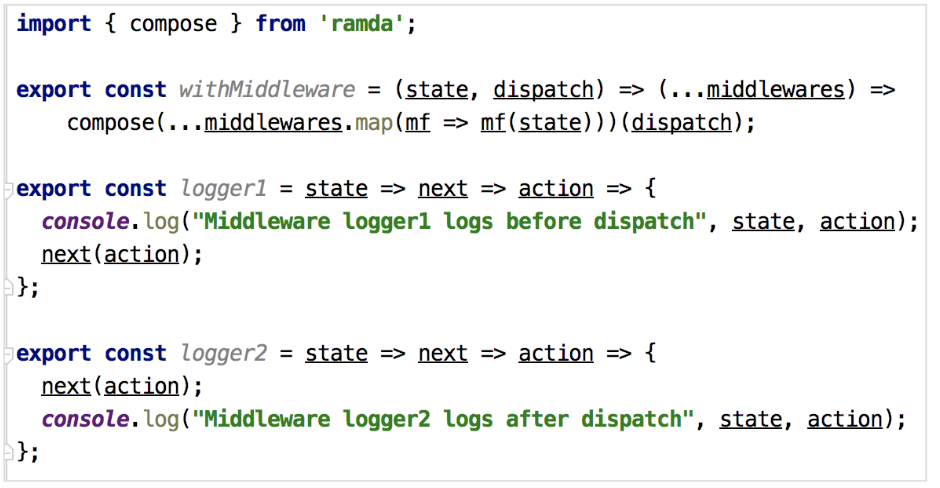 import { compose } from 'ramda';
export const withMiddleware = (state, dispatch) => (...middlewares) =>
compose(...middlewares.map(mf => mf(state)))(dispatch);
export const logger1 = state => next => action => {
console.log("Middleware logger1 logs before dispatch", state, action);
next(action);
};
export const logger2 = state => next => action => {
next(action);
console.log("Middleware logger2 logs after dispatch", state, action);
};